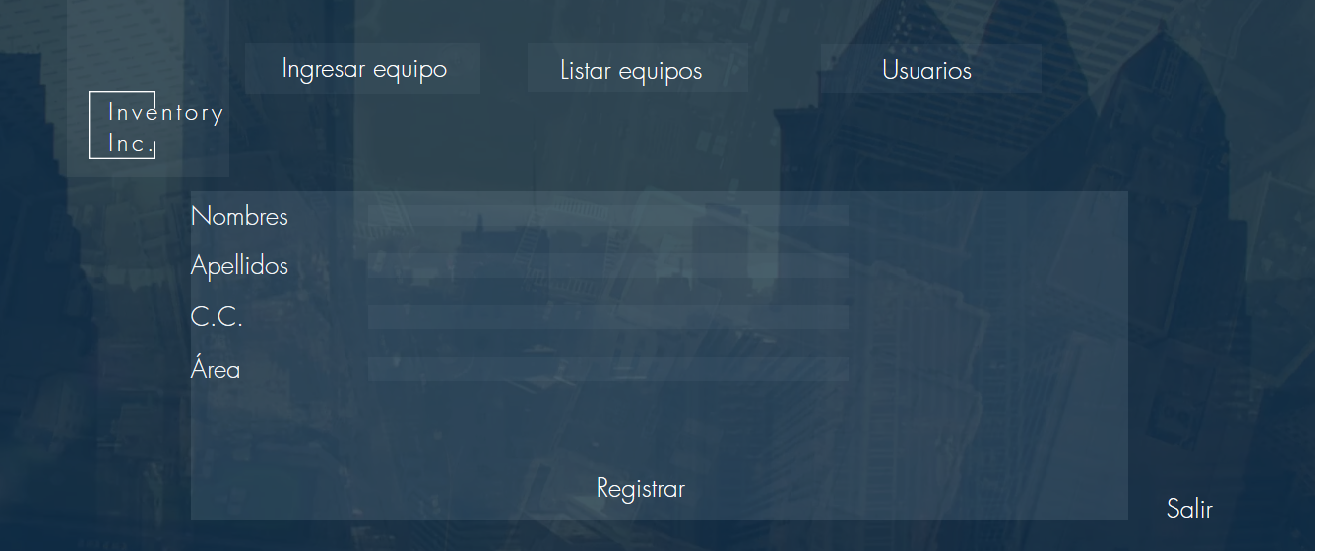 Ingresar equipo
Listar equipos
Usuarios
Inventory
Inc.
Nombres
Apellidos
C.C.
Área
Registrar
Salir